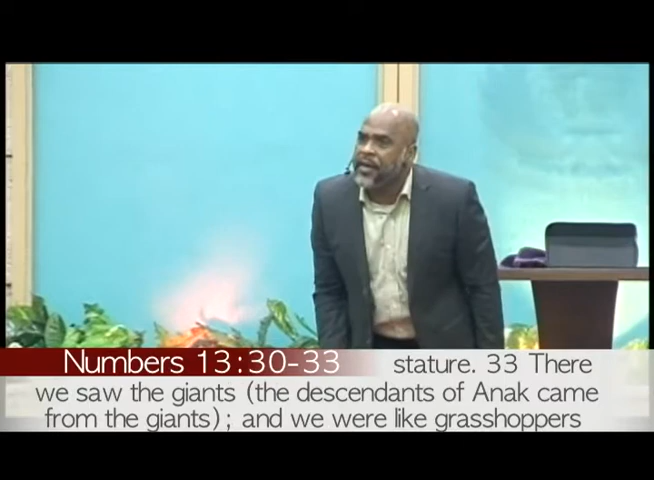 Numbers 13:30-33 stature. 33 There
we saw the giants (the descendants of Anak came
from the giants); and we were like grasshoppers